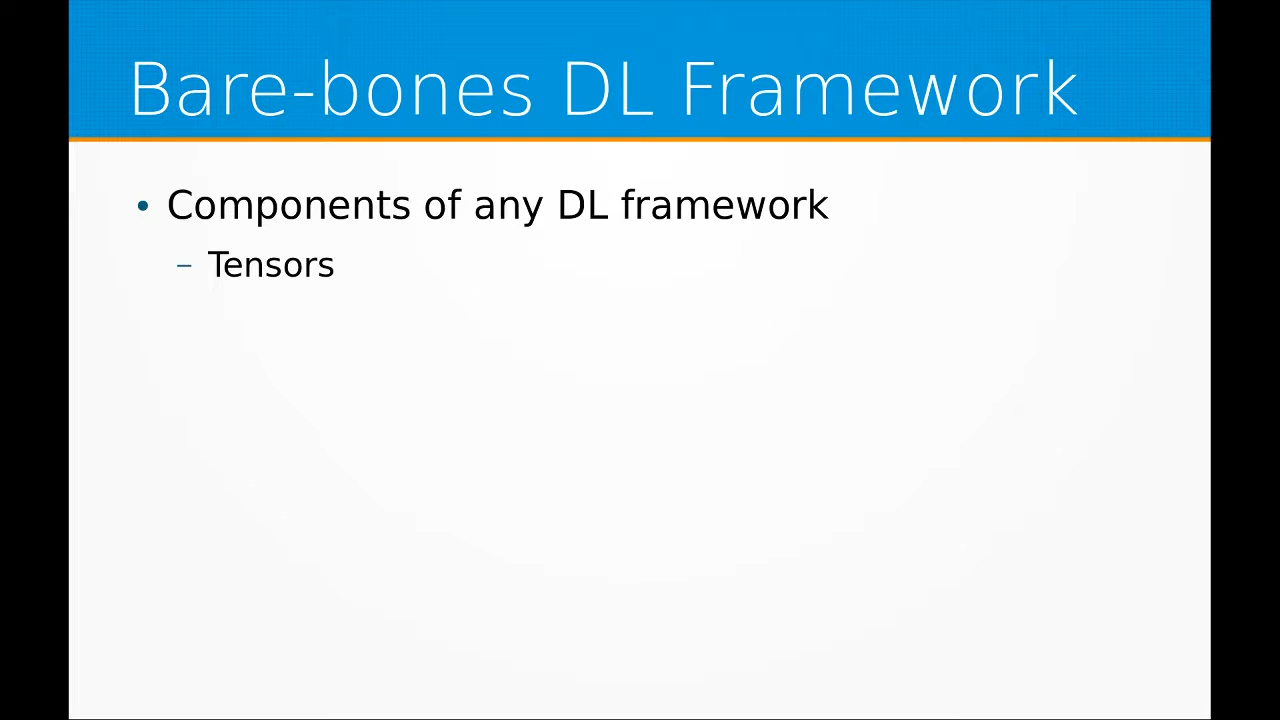 Bare-bones DL Framework
• Components of any DL framework
– Tensors